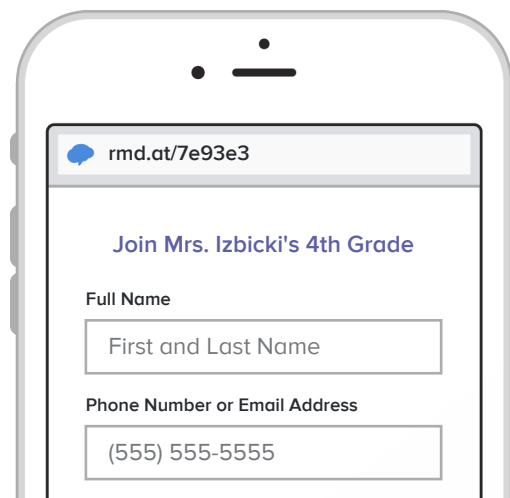 rmd.at/7e93e3
Join Mrs. Izbicki's 4th Grade
Full Name
First and Last Name
Phone Number or Email Address
(555) 555-5555